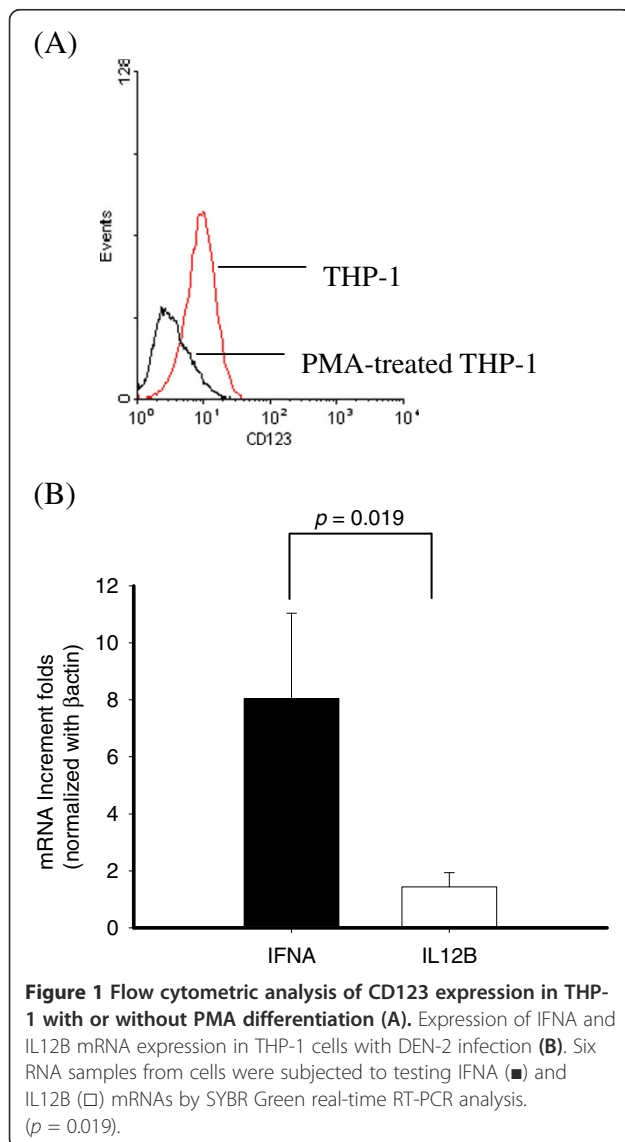 (A)
128
Events
0
THP-1
PMA-treated THP-1
10⁰ 10¹ 10² 10³ 10⁴
CD123
(B)
p = 0.019
mRNA Increment folds
(normalized with βactin)
12
10
8
6
4
2
0
IFNA IL12B
Figure 1 Flow cytometric analysis of CD123 expression in THP-
1 with or without PMA differentiation (A). Expression of IFNA and
IL12B mRNA expression in THP-1 cells with DEN-2 infection (B). Six
RNA samples from cells were subjected to testing IFNA (■) and
IL12B (□) mRNAs by SYBR Green real-time RT-PCR analysis.
(p = 0.019).